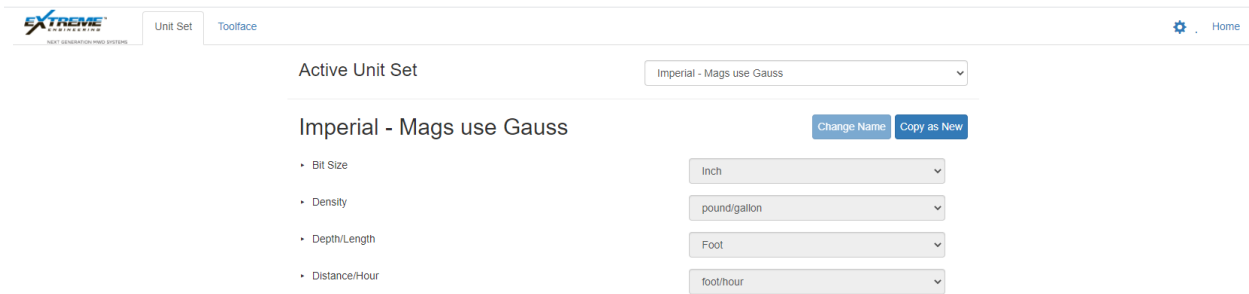 EXTREME
ENGINEERING
NEXT GENERATION MWD SYSTEMS
Unit Set Toolface Home
Active Unit Set Imperial - Mags use Gauss
Imperial - Mags use Gauss Change Name Copy as New
Bit Size Inch
Density pound/gallon
Depth/Length Foot
Distance/Hour foot/hour